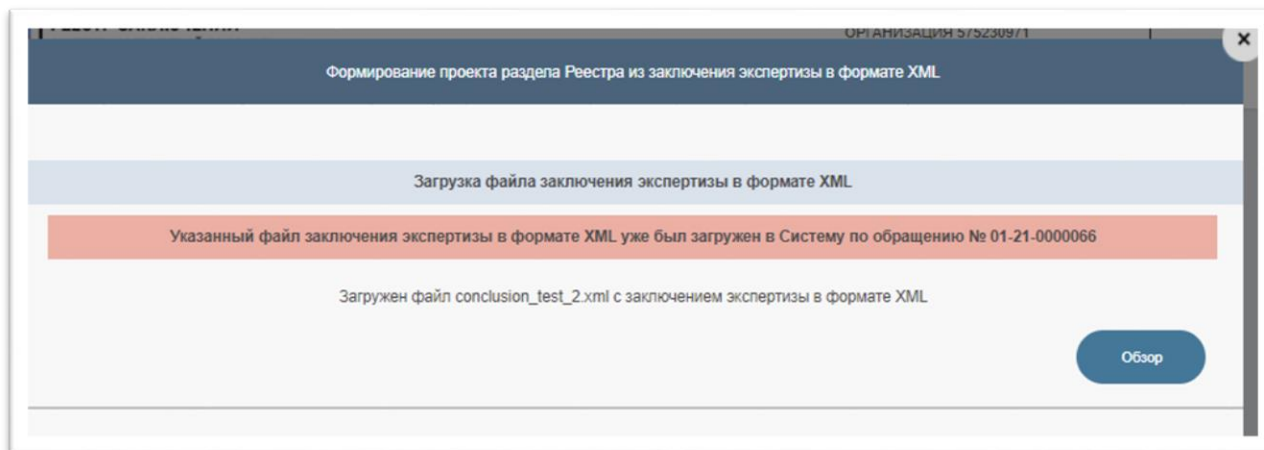 ОРГАНИЗАЦИЯ 575230971
×
Формирование проекта раздела Реестра из заключения экспертизы в формате XML
Загрузка файла заключения экспертизы в формате XML
Указанный файл заключения экспертизы в формате XML уже был загружен в Систему по обращению № 01-21-0000066
Загружен файл conclusion_test_2.xml с заключением экспертизы в формате XML
Обзор